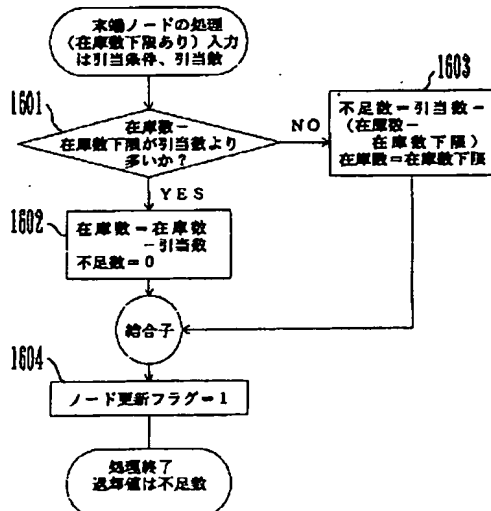 末端ノードの処理
(在庫数下限あり)入力
は引当条件、引当数
1601
在庫数−
在庫数下限が引当数より
多いか?
NO
1603
不足数=引当数−
(在庫数−
在庫数下限)
在庫数=在庫数下限
YES
1602
在庫数=在庫数
−引当数
不足数=0
結合子
1604
ノード更新フラグ=1
処理終了
返却値は不足数